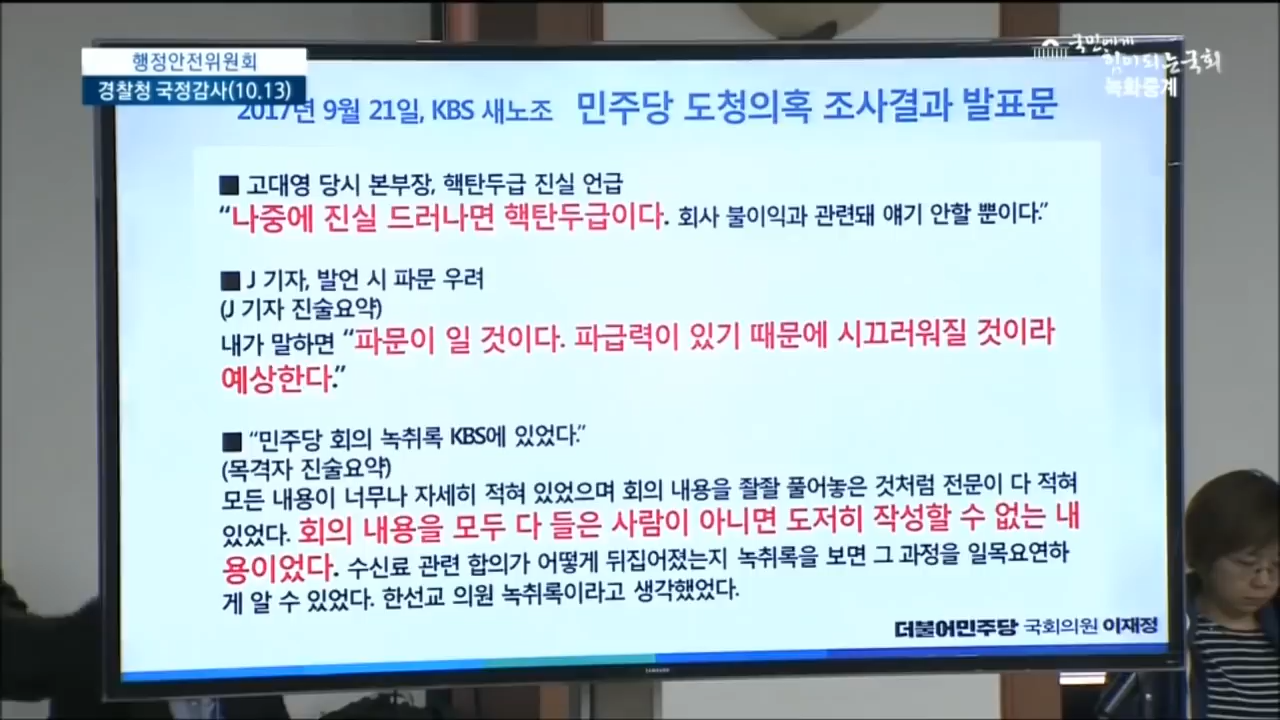 행정안전위원회
경찰청 국정감사(10.13)
국민에게
힘이 되는 국회
녹화중계
2017년 9월 21일, KBS 새노조 민주당 도청의혹 조사결과 발표문
■ 고대영 당시 본부장, 핵탄두급 진실 언급
“나중에 진실 드러나면 핵탄두급이다. 회사 불이익과 관련돼 얘기 안할 뿐이다.”
■ J 기자, 발언 시 파문 우려
(J 기자 진술요약)
내가 말하면 “파문이 일 것이다. 파급력이 있기 때문에 시끄러워질 것이라
예상한다.”
■ “민주당 회의 녹취록 KBS에 있었다.”
(목격자 진술요약)
모든 내용이 너무나 자세히 적혀 있었으며 회의 내용을 좔좔 풀어놓은 것처럼 전문이 다 적혀
있었다. 회의 내용을 모두 다 들은 사람이 아니면 도저히 작성할 수 없는 내
용이었다. 수신료 관련 합의가 어떻게 뒤집어졌는지 녹취록을 보면 그 과정을 일목요연하
게 알 수 있었다. 한선교 의원 녹취록이라고 생각했었다.
더불어민주당 국회의원 이재정
SAMSUNG